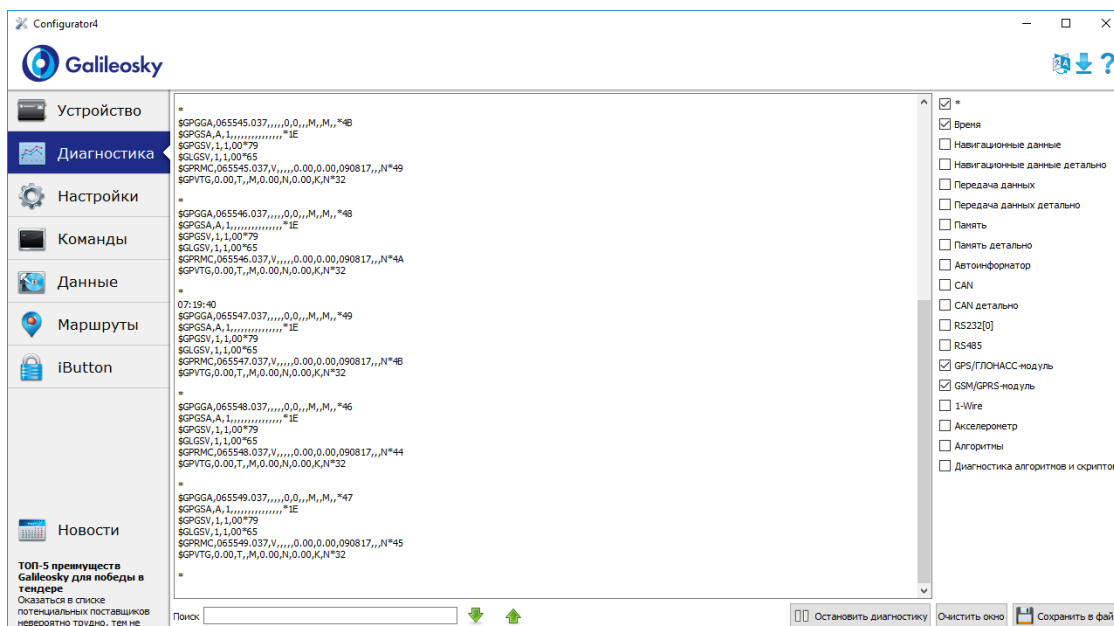 Configurator4
Galileosky
Устройство
Диагностика
Настройки
Команды
Данные
Маршруты
iButton
Новости
ТОП-5 преимуществ
Galileosky для победы в
тендере
Оказаться в списке
потенциальных поставщиков
невероятно трудно, тем не
*
$GPGGA,065545.037,,,,,0,0,,,M,,M,,*4B
$GPGSA,A,1,,,,,,,,,,,,,,,*1E
$GPGSV,1,1,00*79
$GLGSV,1,1,00*65
$GPRMC,065545.037,V,,,,,0.00,0.00,090817,,,N*49
$GPVTG,0.00,T,,M,0.00,N,0.00,K,N*32
*
$GPGGA,065546.037,,,,,0,0,,,M,,M,,*48
$GPGSA,A,1,,,,,,,,,,,,,,,*1E
$GPGSV,1,1,00*79
$GLGSV,1,1,00*65
$GPRMC,065546.037,V,,,,,0.00,0.00,090817,,,N*4A
$GPVTG,0.00,T,,M,0.00,N,0.00,K,N*32
*
07:19:40
$GPGGA,065547.037,,,,,0,0,,,M,,M,,*49
$GPGSA,A,1,,,,,,,,,,,,,,,*1E
$GPGSV,1,1,00*79
$GLGSV,1,1,00*65
$GPRMC,065547.037,V,,,,,0.00,0.00,090817,,,N*4B
$GPVTG,0.00,T,,M,0.00,N,0.00,K,N*32
*
$GPGGA,065548.037,,,,,0,0,,,M,,M,,*46
$GPGSA,A,1,,,,,,,,,,,,,,,*1E
$GPGSV,1,1,00*79
$GLGSV,1,1,00*65
$GPRMC,065548.037,V,,,,,0.00,0.00,090817,,,N*44
$GPVTG,0.00,T,,M,0.00,N,0.00,K,N*32
*
$GPGGA,065549.037,,,,,0,0,,,M,,M,,*47
$GPGSA,A,1,,,,,,,,,,,,,,,*1E
$GPGSV,1,1,00*79
$GLGSV,1,1,00*65
$GPRMC,065549.037,V,,,,,0.00,0.00,090817,,,N*45
$GPVTG,0.00,T,,M,0.00,N,0.00,K,N*32
*
*
Время
Навигационные данные
Навигационные данные детально
Передача данных
Передача данных детально
Память
Память детально
Автоинформатор
CAN
CAN детально
RS232[0]
RS485
GPS/ГЛОНАСС-модуль
GSM/GPRS-модуль
1-Wire
Акселерометр
Алгоритмы
Диагностика алгоритмов и скриптов
Поиск
Остановить диагностику
Очистить окно
Сохранить в фай